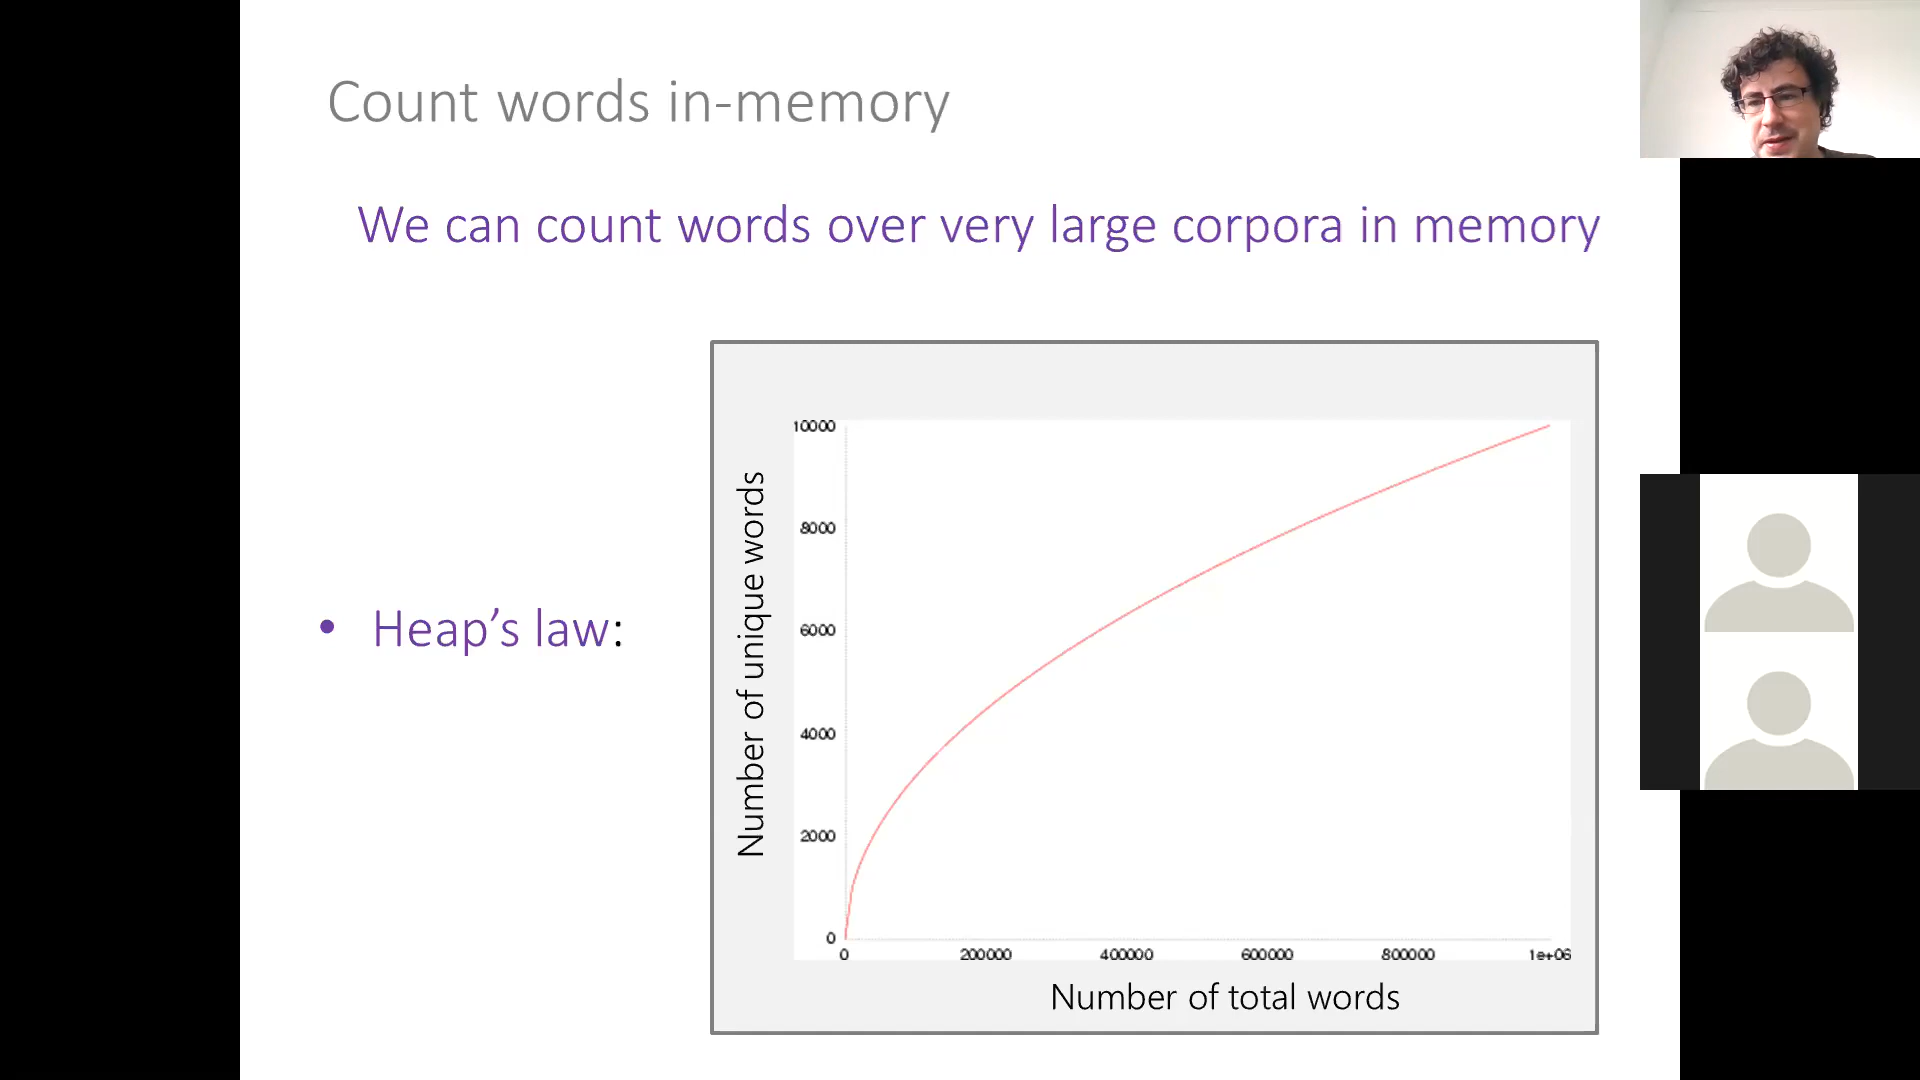 Count words in-memory
We can count words over very large corpora in memory
• Heap’s law:
Number of unique words
10000
8000
6000
4000
2000
0
0 200000 400000 600000 800000 1e+06
Number of total words